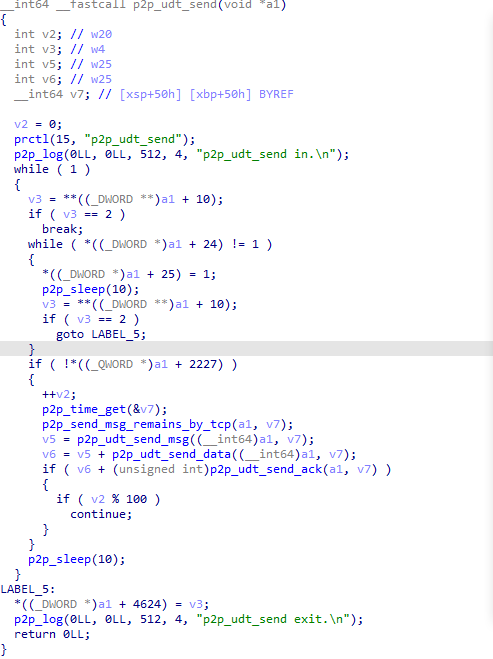 __int64 __fastcall p2p_udt_send(void *a1)
{
  int v2; // w20
  int v3; // w4
  int v5; // w25
  int v6; // w25
  __int64 v7; // [xsp+50h] [xbp+50h] BYREF

  v2 = 0;
  prctl(15, "p2p_udt_send");
  p2p_log(0LL, 0LL, 512, 4, "p2p_udt_send in.\n");
  while ( 1 )
  {
    v3 = **((_DWORD **)a1 + 10);
    if ( v3 == 2 )
      break;
    while ( *((_DWORD *)a1 + 24) != 1 )
    {
      *((_DWORD *)a1 + 25) = 1;
      p2p_sleep(10);
      v3 = **((_DWORD **)a1 + 10);
      if ( v3 == 2 )
        goto LABEL_5;
    }
    if ( !*((_QWORD *)a1 + 2227) )
    {
      ++v2;
      p2p_time_get(&v7);
      p2p_send_msg_remains_by_tcp(a1, v7);
      v5 = p2p_udt_send_msg((__int64)a1, v7);
      v6 = v5 + p2p_udt_send_data((__int64)a1, v7);
      if ( v6 + (unsigned int)p2p_udt_send_ack(a1, v7) )
      {
        if ( v2 % 100 )
          continue;
      }
    }
    p2p_sleep(10);
  }
LABEL_5:
  *((_DWORD *)a1 + 4624) = v3;
  p2p_log(0LL, 0LL, 512, 4, "p2p_udt_send exit.\n");
  return 0LL;
}